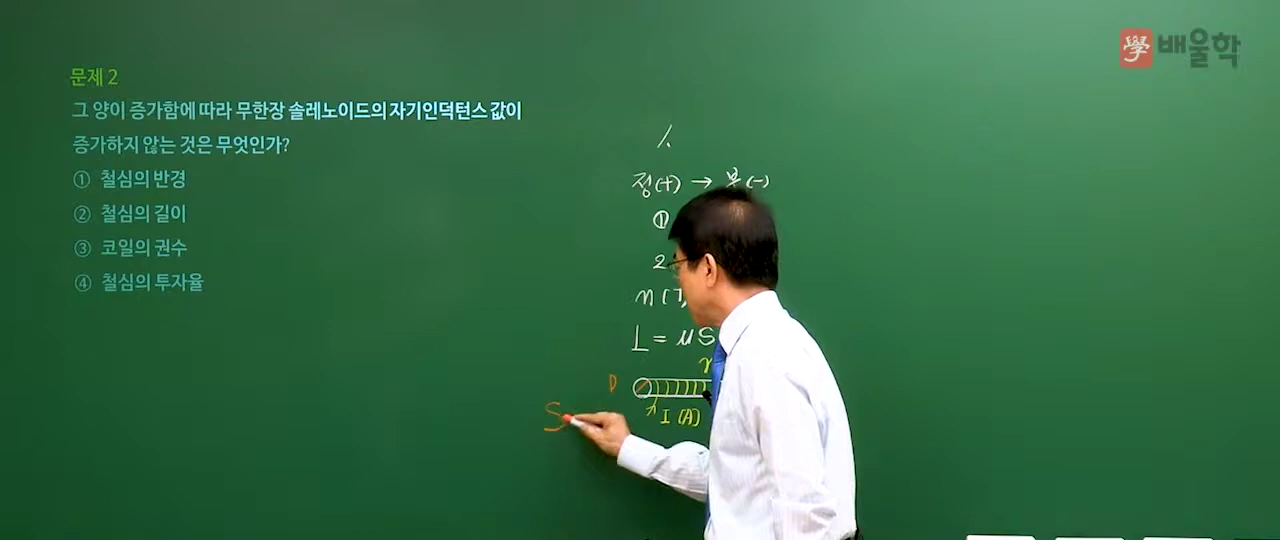 學 배울학
문제 2
그 양이 증가함에 따라 무한장 솔레노이드의 자기인덕턴스 값이
증가하지 않는 것은 무엇인가?
① 철심의 반경
② 철심의 길이
③ 코일의 권수
④ 철심의 투자율
정(+) → 부(-)
①
2
n(T
L = μS
n
D
I (A)
S